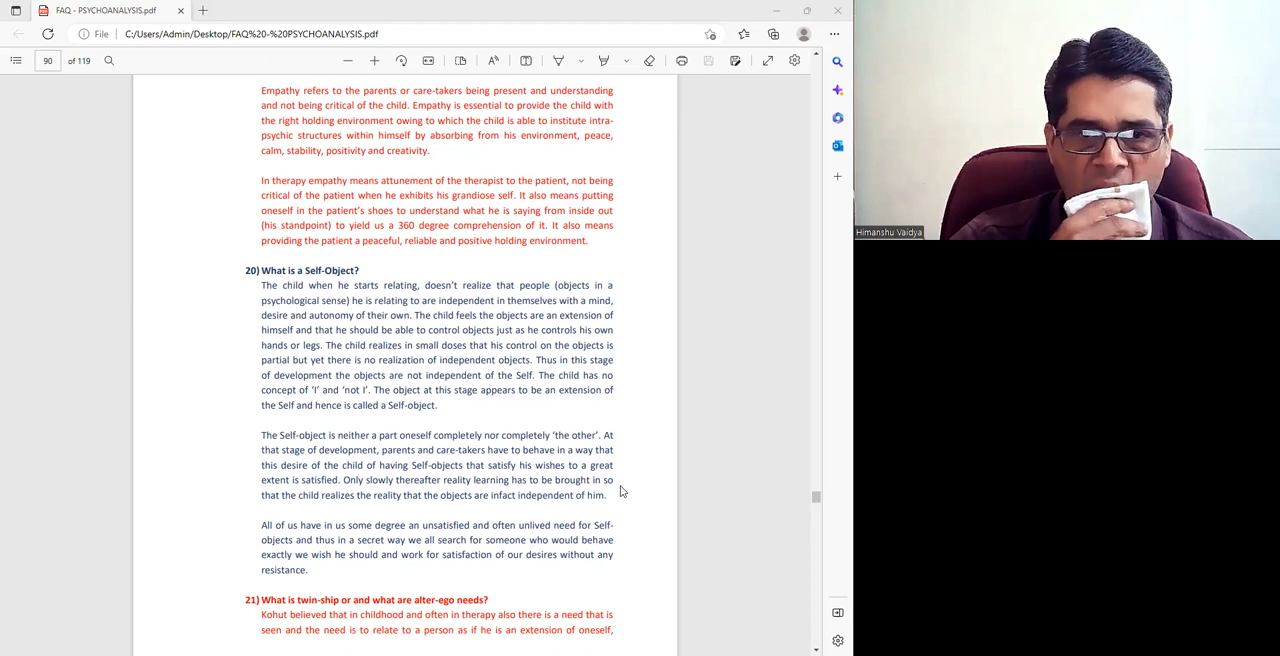 FAQ - PSYCHOANALYSIS.pdf
File
C:/Users/Admin/Desktop/FAQ%20-%20PSYCHOANALYSIS.pdf
90 of 119
Empathy refers to the parents or care-takers being present and understanding
and not being critical of the child. Empathy is essential to provide the child with
the right holding environment owing to which the child is able to institute intra-
psychic structures within himself by absorbing from his environment, peace,
calm, stability, positivity and creativity.
In therapy empathy means attunement of the therapist to the patient, not being
critical of the patient when he exhibits his grandiose self. It also means putting
oneself in the patient's shoes to understand what he is saying from inside out
(his standpoint) to yield us a 360 degree comprehension of it. It also means
providing the patient a peaceful, reliable and positive holding environment.
20) What is a Self-Object?
The child when he starts relating, doesn't realize that people (objects in a
psychological sense) he is relating to are independent in themselves with a mind,
desire and autonomy of their own. The child feels the objects are an extension of
himself and that he should be able to control objects just as he controls his own
hands or legs. The child realizes in small doses that his control on the objects is
partial but yet there is no realization of independent objects. Thus in this stage
of development the objects are not independent of the Self. The child has no
concept of 'I' and 'not I'. The object at this stage appears to be an extension of
the Self and hence is called a Self-object.
The Self-object is neither a part oneself completely nor completely 'the other'. At
that stage of development, parents and care-takers have to behave in a way that
this desire of the child of having Self-objects that satisfy his wishes to a great
extent is satisfied. Only slowly thereafter reality learning has to be brought in so
that the child realizes the reality that the objects are infact independent of him.
All of us have in us some degree an unsatisfied and often unlived need for Self-
objects and thus in a secret way we all search for someone who would behave
exactly we wish he should and work for satisfaction of our desires without any
resistance.
21) What is twin-ship or and what are alter-ego needs?
Kohut believed that in childhood and often in therapy also there is a need that is
seen and the need is to relate to a person as if he is an extension of oneself,
Himanshu Vaidya